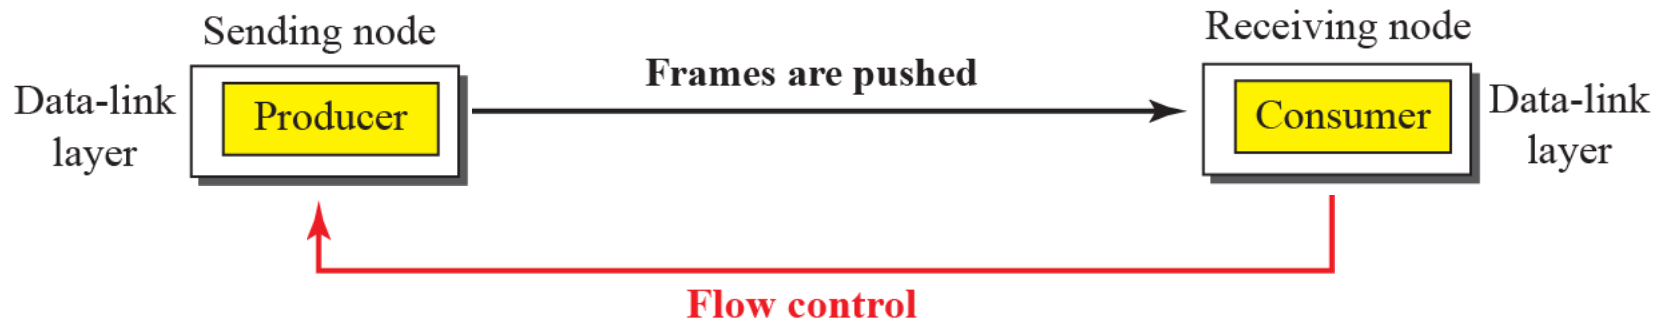 Sending node
Receiving node
Frames are pushed
Data-link
layer
Producer
Consumer
Data-link
layer
Flow control